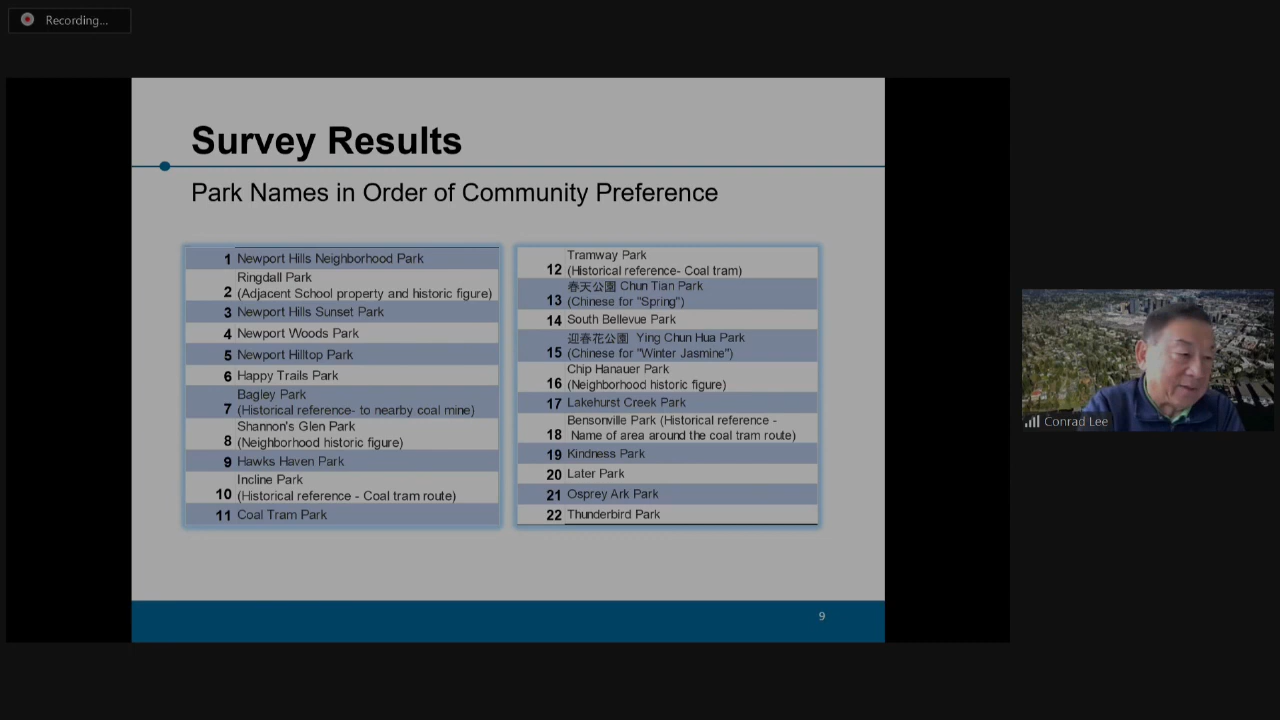 Recording...
Survey Results
Park Names in Order of Community Preference
1 Newport Hills Neighborhood Park
Ringdall Park
2 (Adjacent School property and historic figure)
3 Newport Hills Sunset Park
4 Newport Woods Park
5 Newport Hilltop Park
6 Happy Trails Park
Bagley Park
7 (Historical reference- to nearby coal mine)
Shannon's Glen Park
8 (Neighborhood historic figure)
9 Hawks Haven Park
Incline Park
10 (Historical reference - Coal tram route)
11 Coal Tram Park
Tramway Park
12 (Historical reference- Coal tram)
春天公園 Chun Tian Park
13 (Chinese for "Spring")
14 South Bellevue Park
迎春花公園 Ying Chun Hua Park
15 (Chinese for "Winter Jasmine")
Chip Hanauer Park
16 (Neighborhood historic figure)
17 Lakehurst Creek Park
Bensonville Park (Historical reference -
18 Name of area around the coal tram route)
19 Kindness Park
20 Later Park
21 Osprey Ark Park
22 Thunderbird Park
9
Conrad Lee